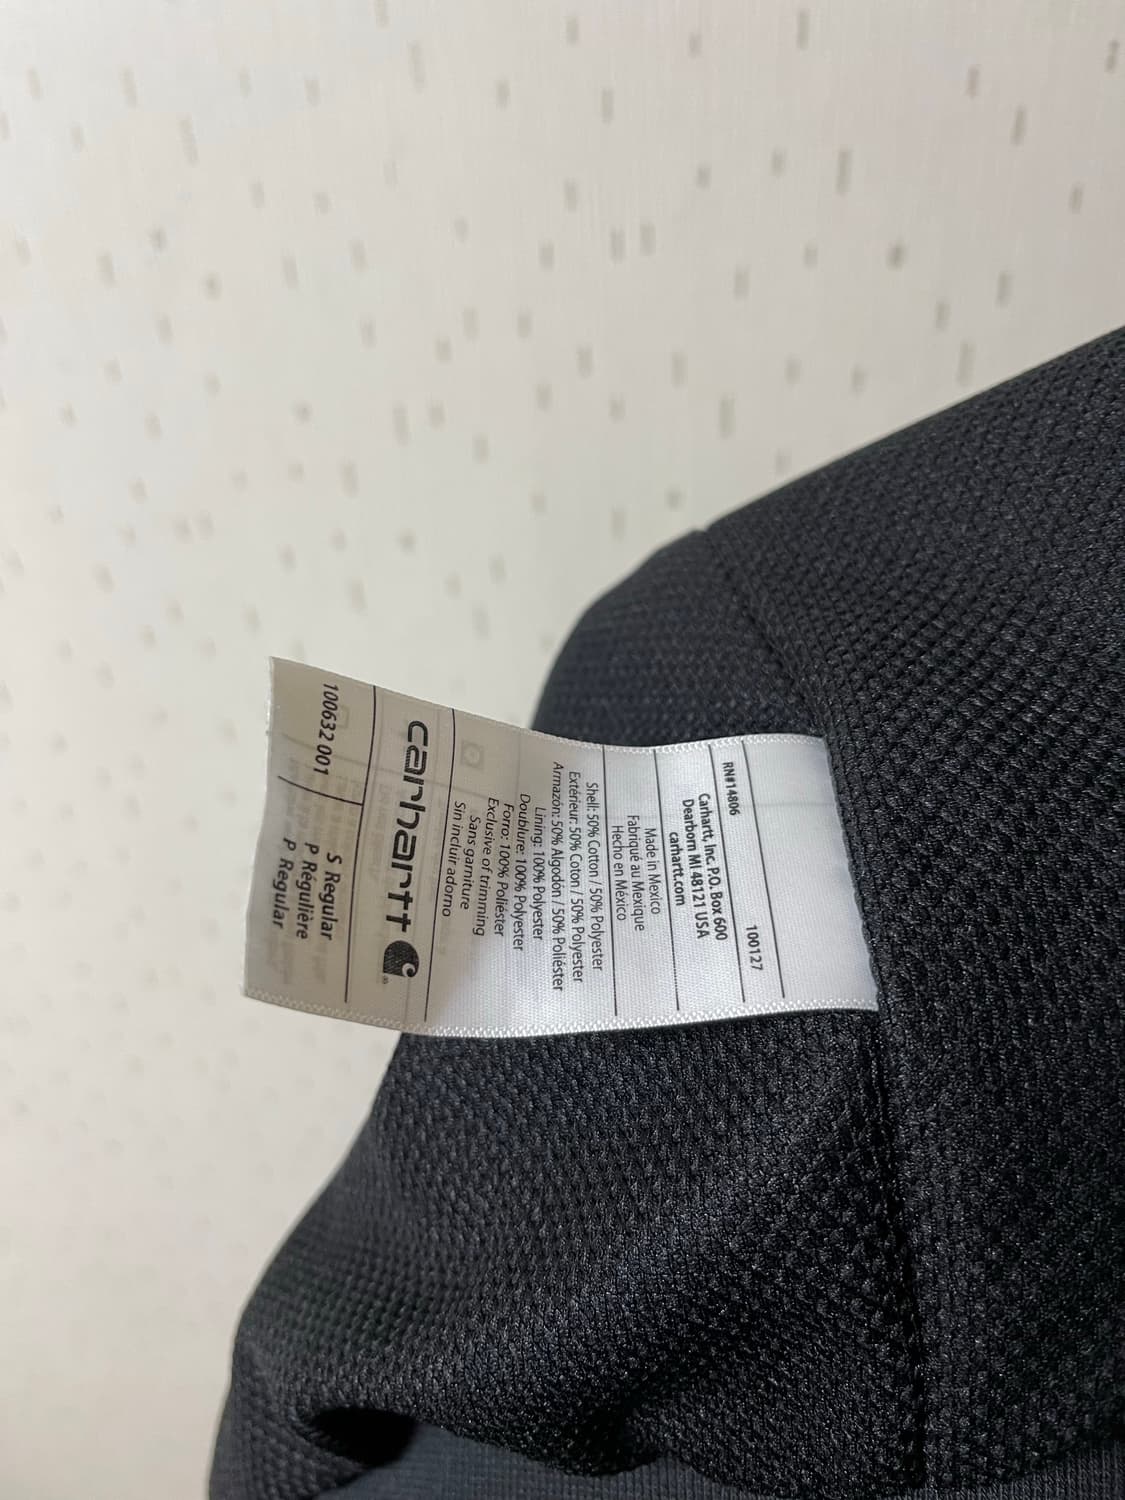 100632 001
S Regular
P Régulière
P Regular
carhartt
Shell: 50% Cotton / 50% Polyester
Extérieur: 50% Coton / 50% Polyester
Armazón: 50% Algodón / 50% Poliéster
Lining: 100% Polyester
Doublure: 100% Polyester
Forro: 100% Poliéster
Exclusive of trimming
Sans garniture
Sin incluir adorno
Made in Mexico
Fabriqué au Mexique
Hecho en México
RN#14806
Carhartt, Inc. P.O. Box 600
Dearborn MI 48121 USA
carhartt.com
100127